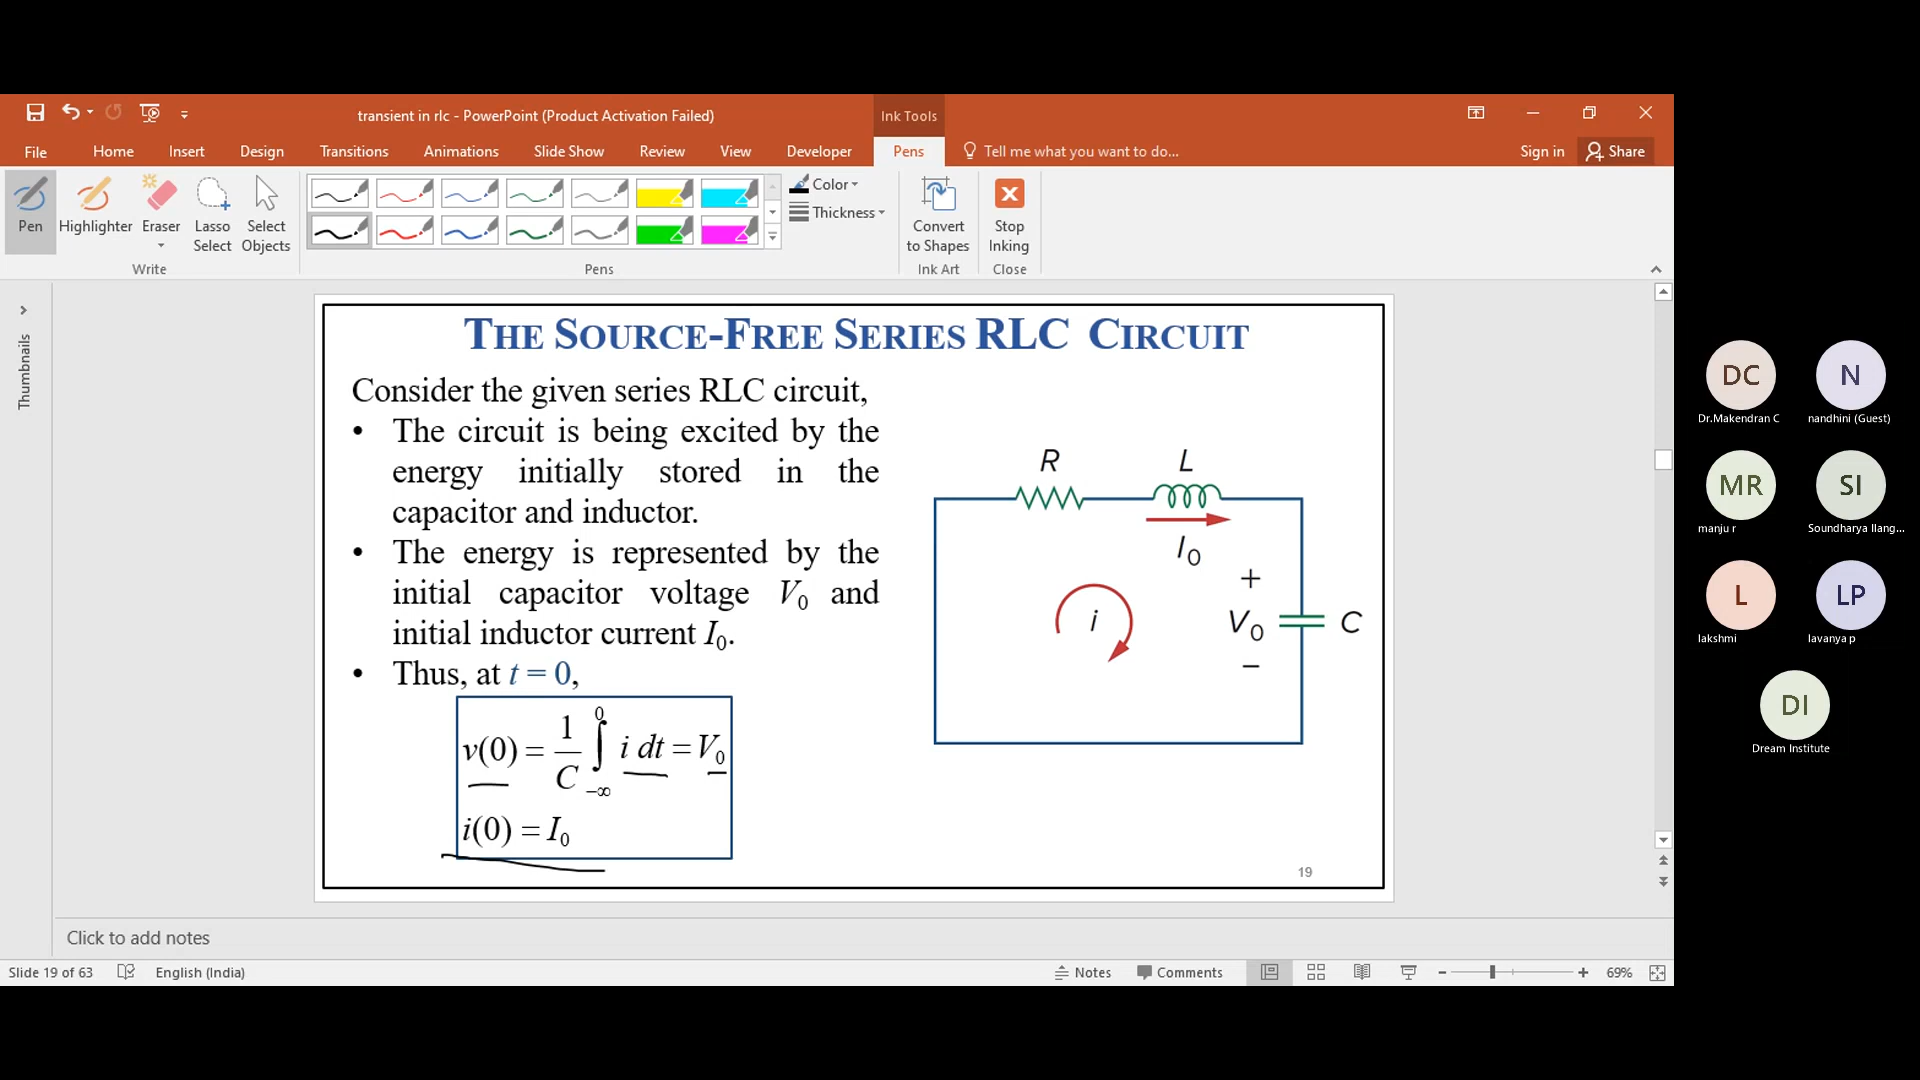 transient in rlc - PowerPoint (Product Activation Failed)
Ink Tools
File Home Insert Design Transitions Animations Slide Show Review View Developer Pens Tell me what you want to do... Sign in Share
Pen Highlighter Eraser Lasso Select Select Objects
Color
Thickness
Convert to Shapes
Stop Inking
Write Pens Ink Art Close
Thumbnails
THE SOURCE-FREE SERIES RLC CIRCUIT
Consider the given series RLC circuit,
• The circuit is being excited by the
energy initially stored in the
capacitor and inductor.
• The energy is represented by the
initial capacitor voltage V₀ and
initial inductor current I₀.
• Thus, at t = 0,
v(0) = 1/C ∫₋∞⁰ i dt = V₀
i(0) = I₀
R L
I₀
+
i V₀ C
−
19
Click to add notes
Slide 19 of 63 English (India) Notes Comments 69%
DC N
Dr.Makendran C nandhini (Guest)
MR SI
manju r Soundharya Ilang...
L LP
lakshmi lavanya p
DI
Dream Institute